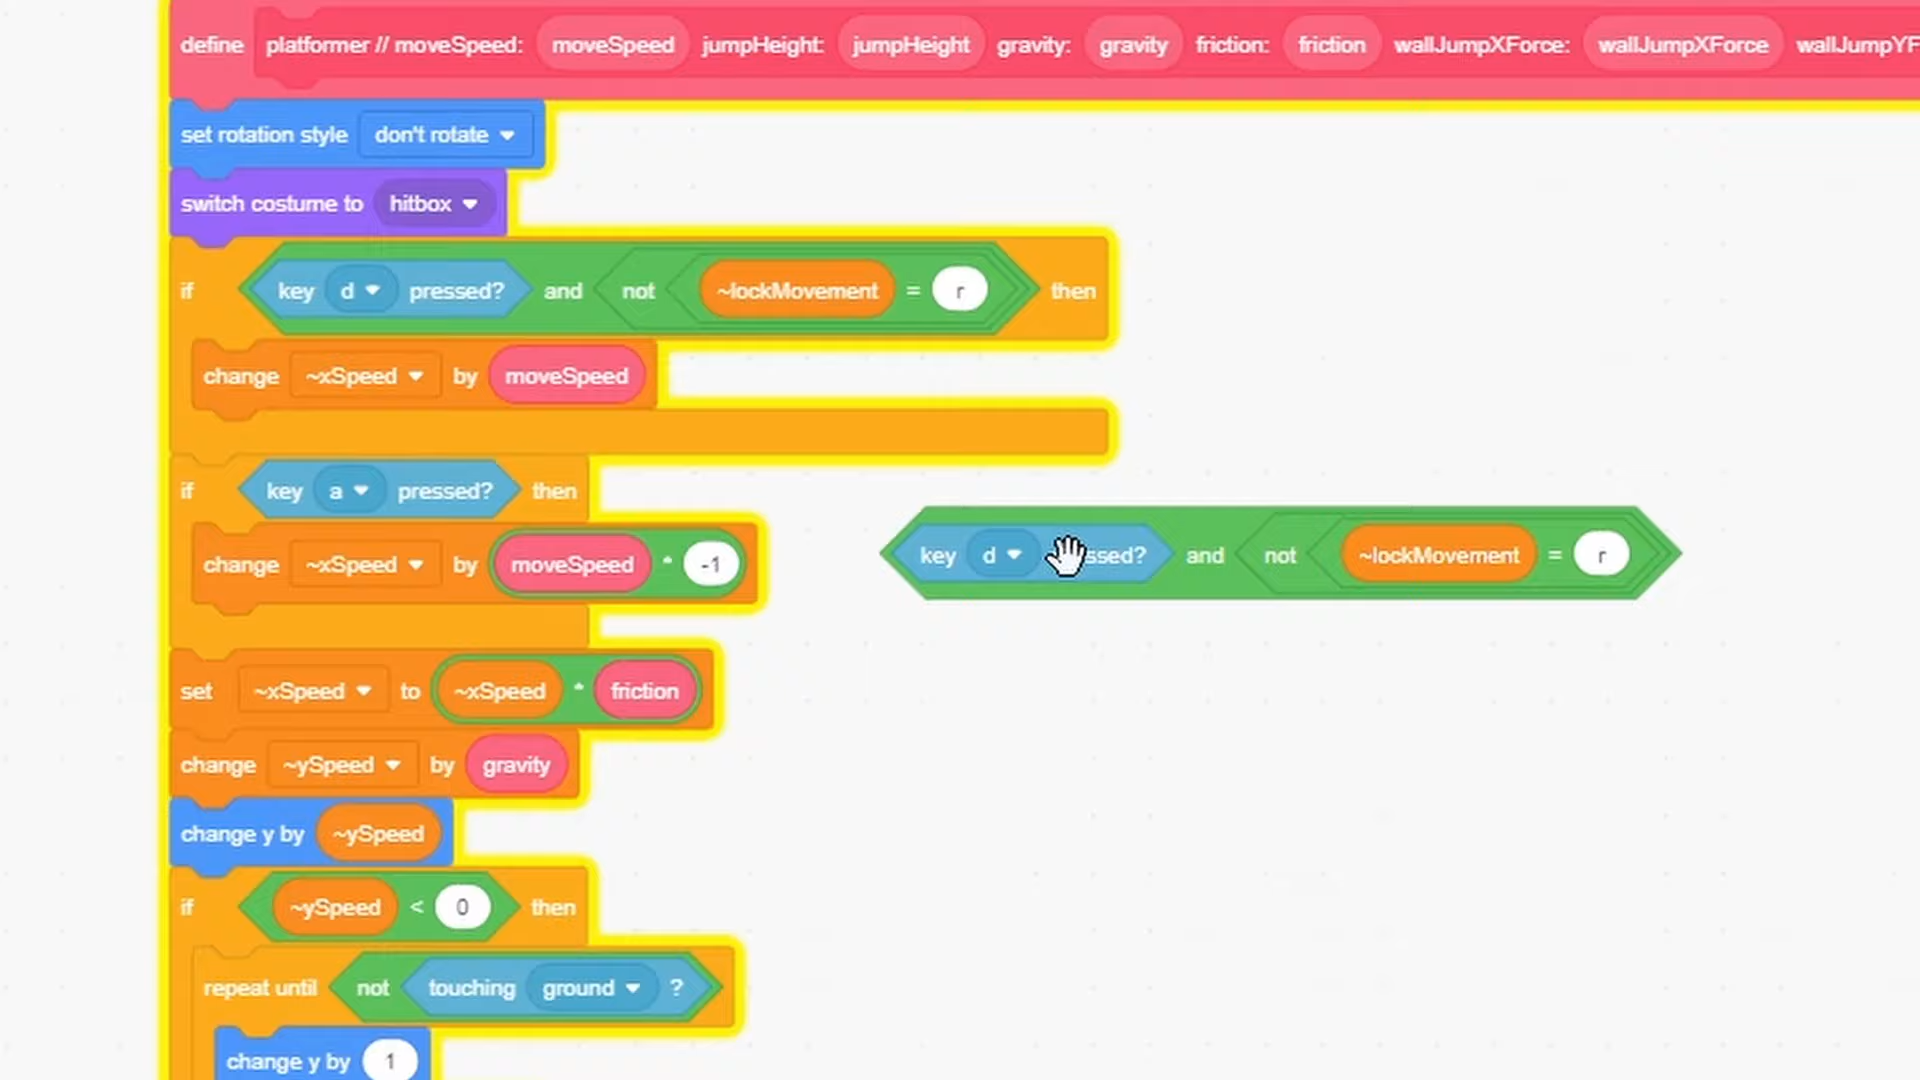 define platformer // moveSpeed: moveSpeed jumpHeight: jumpHeight gravity: gravity friction: friction wallJumpXForce: wallJumpXForce wallJumpYF
set rotation style don't rotate
switch costume to hitbox
if key d pressed? and not ~lockMovement = r then
change ~xSpeed by moveSpeed
if key a pressed? then
key d ssed? and not ~lockMovement = r
change ~xSpeed by moveSpeed * -1
set ~xSpeed to ~xSpeed * friction
change ~ySpeed by gravity
change y by ~ySpeed
if ~ySpeed < 0 then
repeat until not touching ground ?
change y by 1